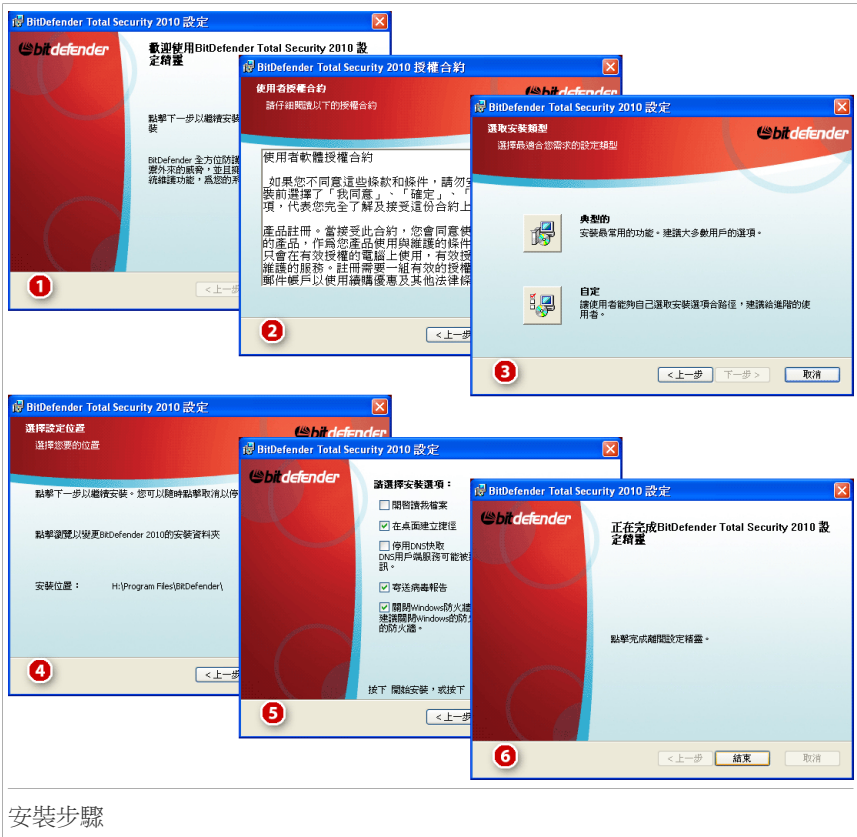 BitDefender Total Security 2010 設定
bitdefender
歡迎使用BitDefender Total Security 2010 設
定精靈
點擊下一步以繼續安裝
裝
BitDefender 全方位防護
禦外來的威脅，並且擁
統維護功能，為您的系
<上一步
1
BitDefender Total Security 2010 授權合約
使用者授權合約
請仔細閱讀以下的授權合約
bitdefender
使用者軟體授權合約
如果您不同意這些條款和條件，請勿安
裝前選擇了「我同意」、「確定」、「
項，代表您完全了解及接受這份合約上
產品註冊。當接受此合約，您會同意使
的產品，作爲您產品使用與維護的條件
只會在有效授權的電腦上使用，有效授
維護的服務。註冊需要一組有效的授權
郵件帳戶以使用續購優惠及其他法律條
<上一步
2
BitDefender Total Security 2010 設定
選取安裝類型
選擇最適合您需求的設定類型
bitdefender
典型的
安裝最常用的功能。建議大多數用戶的選項。
自定
讓使用者能夠自己選取安裝選項合路徑，建議給進階的使
用者。
<上一步 下一步> 取消
3
BitDefender Total Security 2010 設定
選擇設定位置
選擇您要的位置
bitdefender
點擊下一步以繼續安裝。您可以隨時點擊取消以停
點擊瀏覽以變更BitDefender 2010的安裝資料夾
安裝位置： H:\Program Files\BitDefender\
<上一步
4
BitDefender Total Security 2010 設定
bitdefender
請選擇安裝選項：
開啓讀我檔案
在桌面建立捷徑
停用DNS快取
DNS用戶端服務可能被
訊。
寄送病毒報告
關閉Windows防火牆
建議關閉Windows的防
的防火牆。
按下 開始安裝，或按下
<上一步
5
BitDefender Total Security 2010 設定
bitdefender
正在完成BitDefender Total Security 2010 設
定精靈
點擊完成離開設定精靈。
<上一步 結束 取消
6
安裝步驟